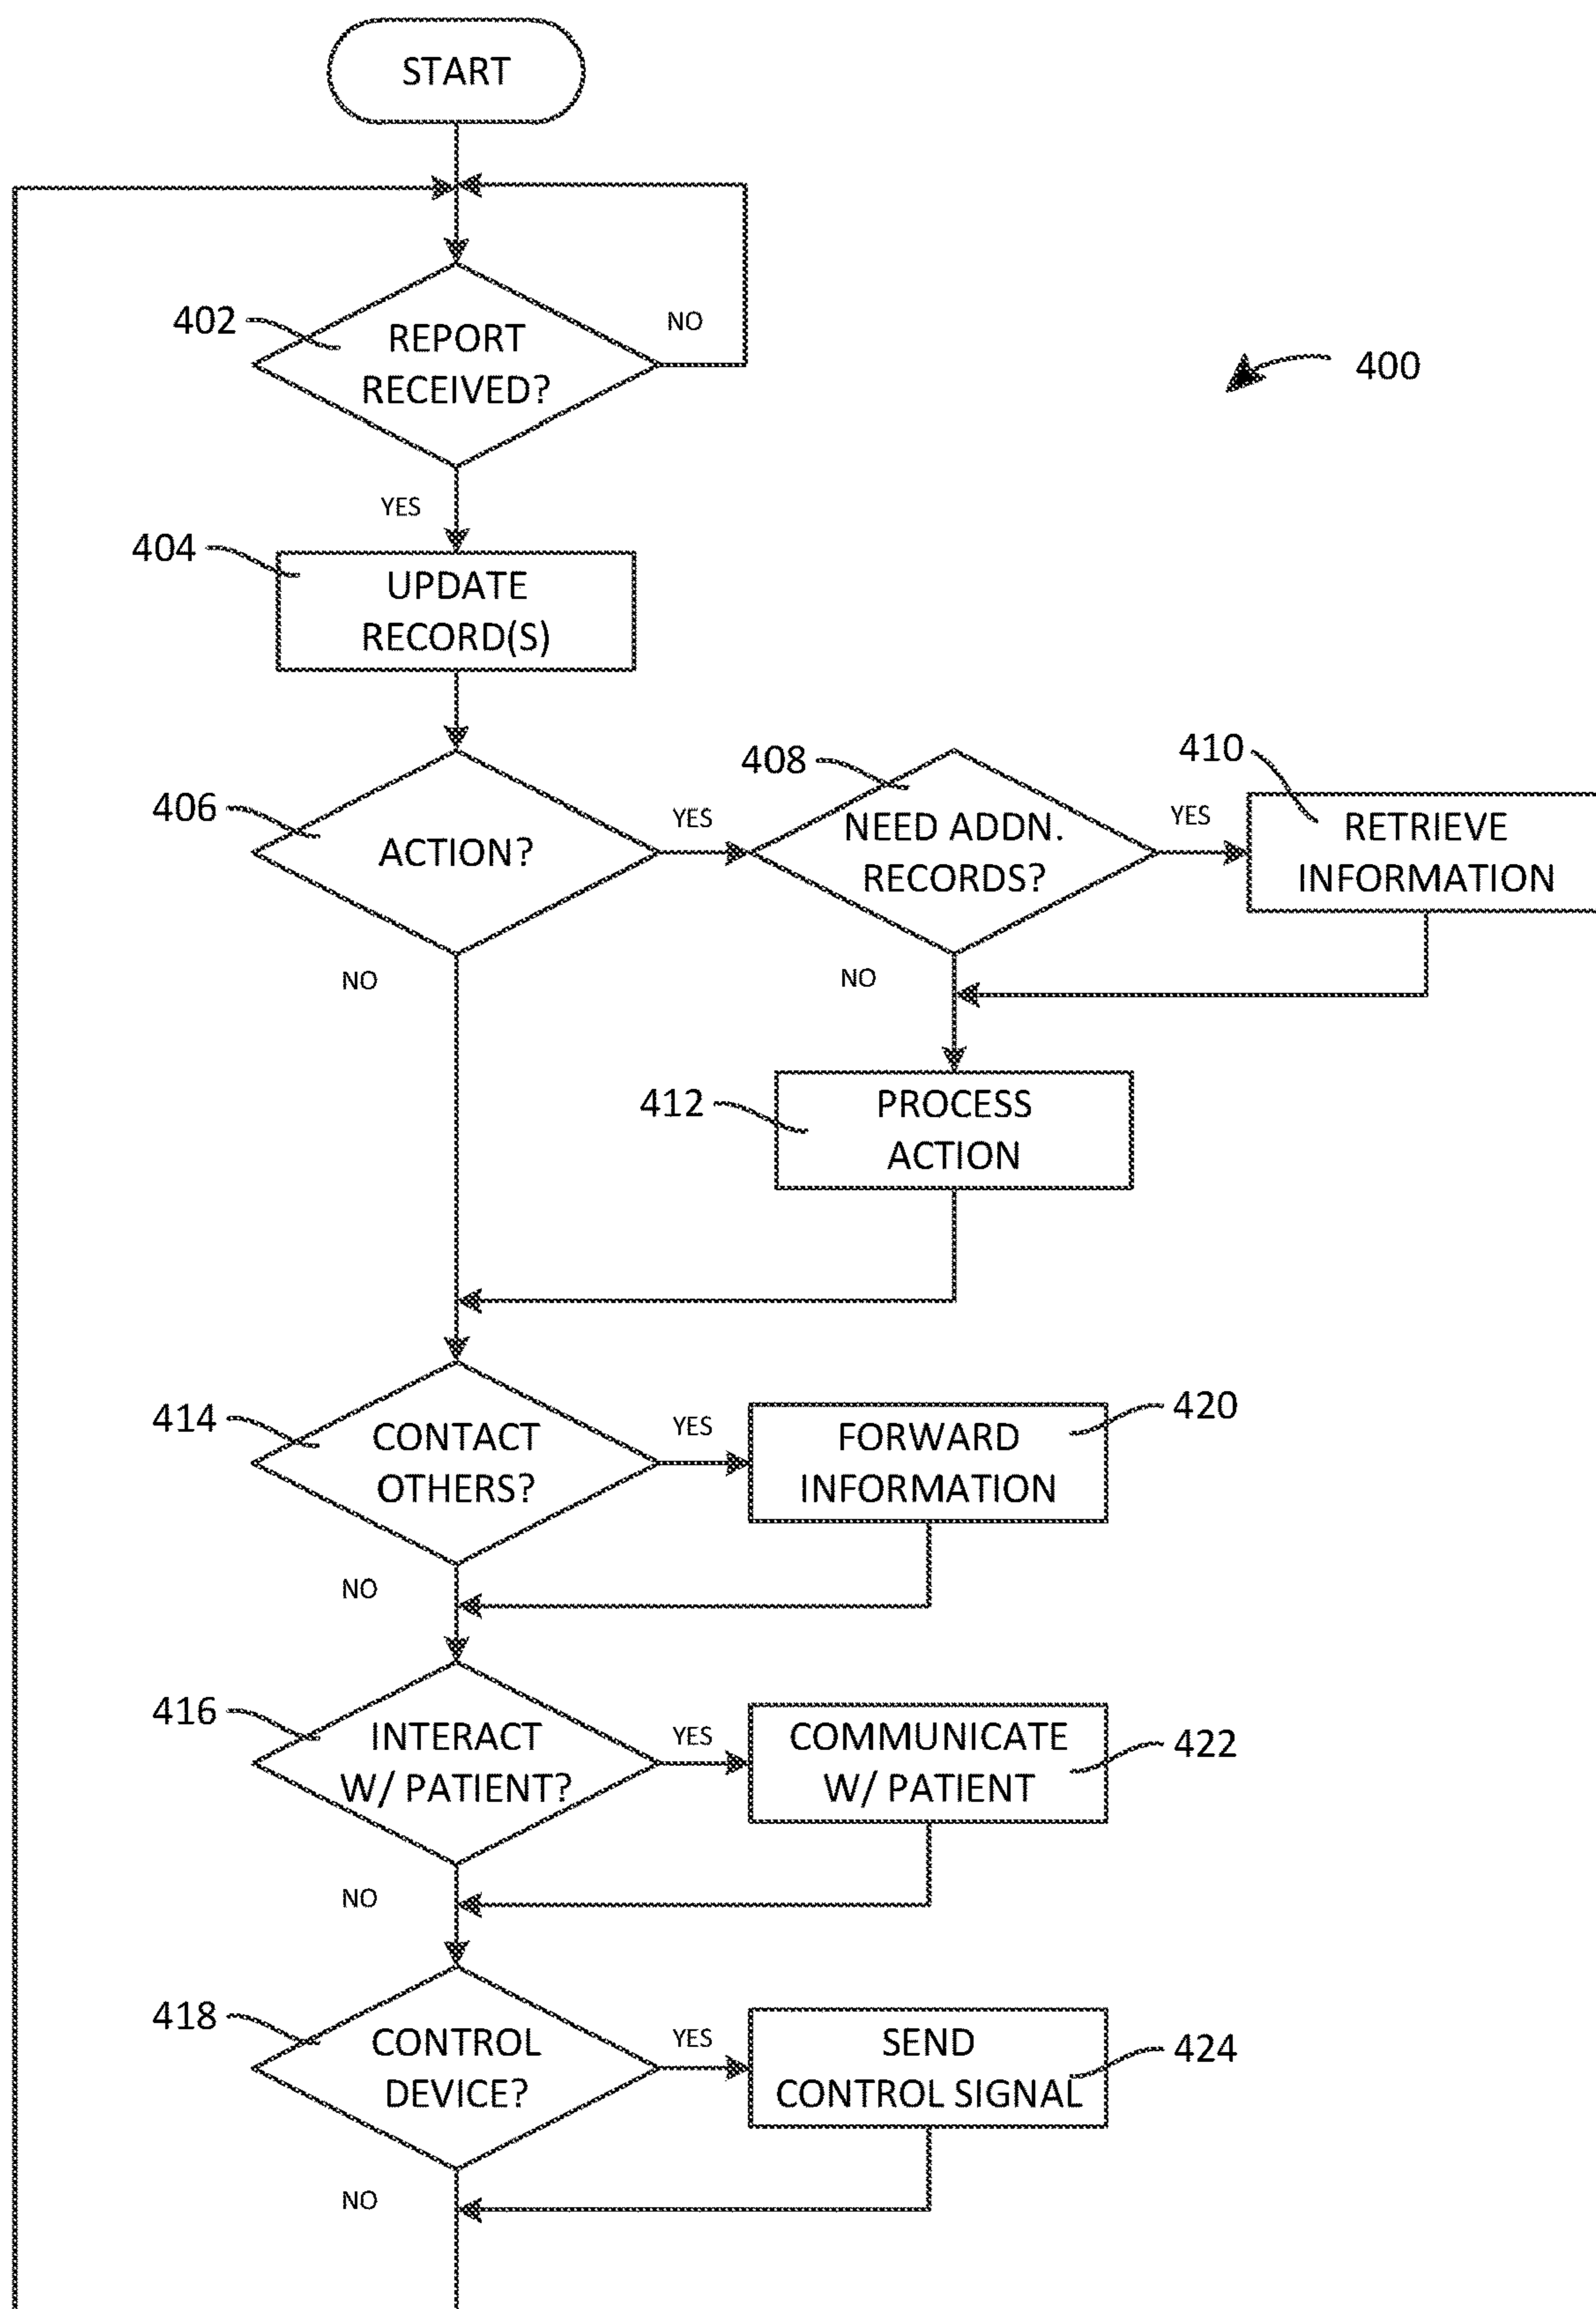 START
402
REPORT
RECEIVED?
NO
400
YES
404
UPDATE
RECORD(S)
406
ACTION?
YES
408
NEED ADDN.
RECORDS?
YES
410
RETRIEVE
INFORMATION
NO
NO
412
PROCESS
ACTION
414
CONTACT
OTHERS?
YES
FORWARD
INFORMATION
420
NO
416
INTERACT
W/ PATIENT?
YES
COMMUNICATE
W/ PATIENT
422
NO
418
CONTROL
DEVICE?
YES
SEND
CONTROL SIGNAL
424
NO